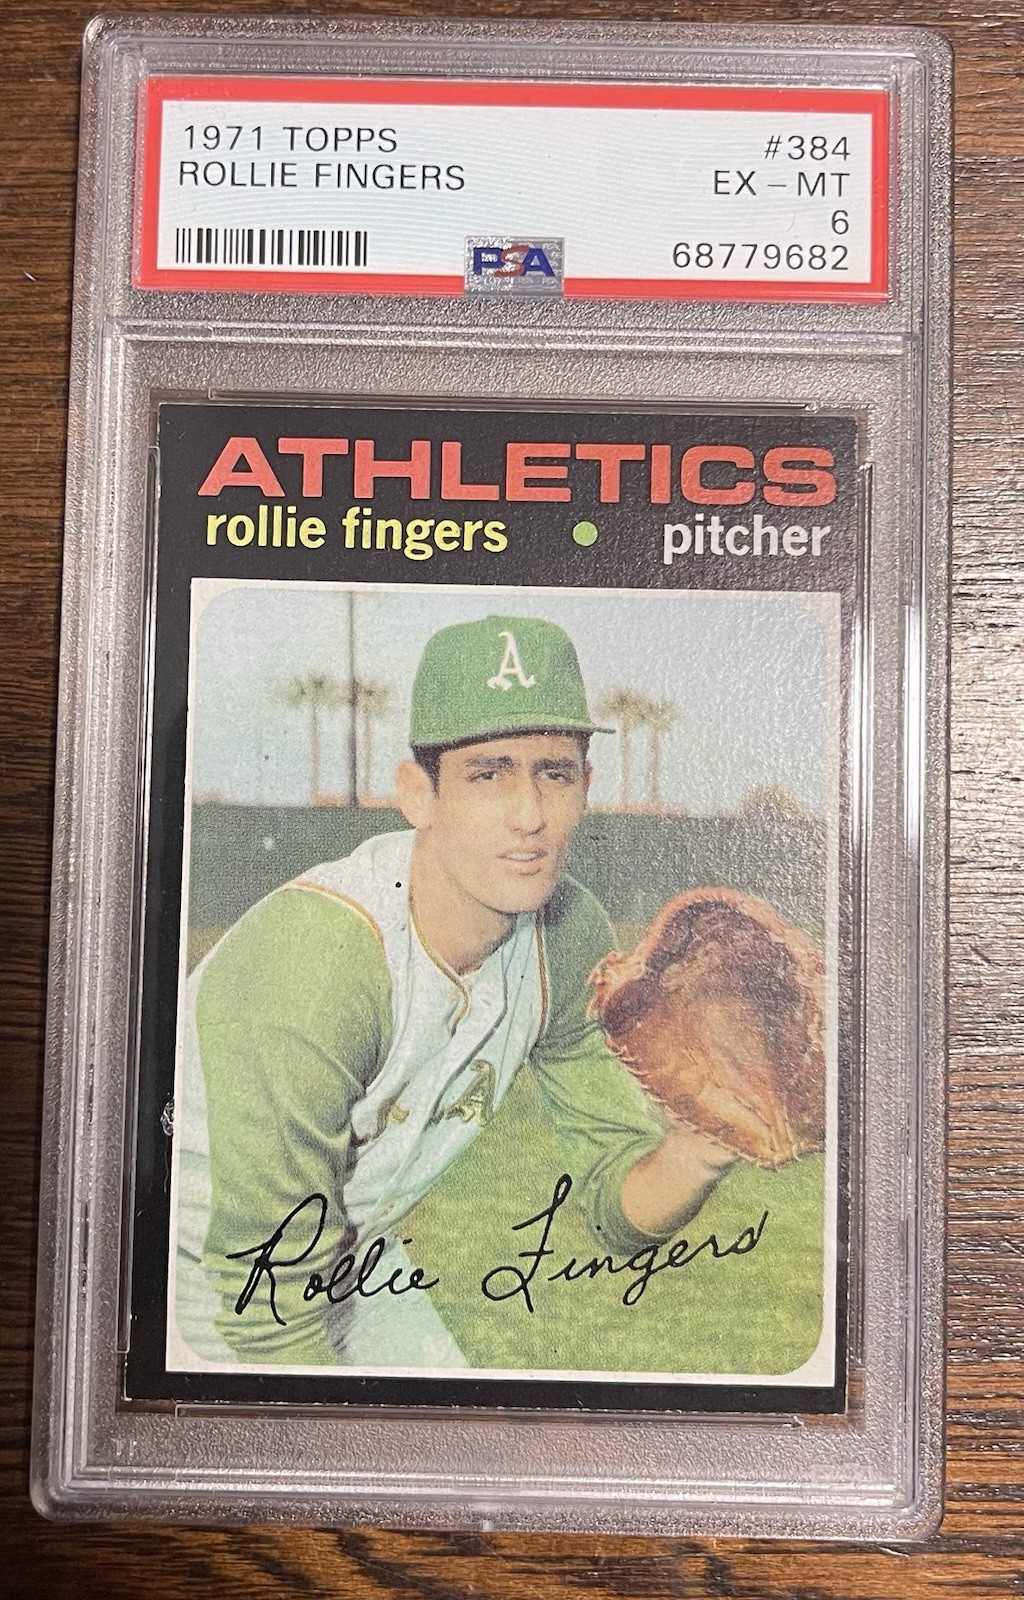 1971 TOPPS #384
ROLLIE FINGERS EX - MT
6
68779682
PSA
ATHLETICS
rollie fingers • pitcher
A
A
Rollie Fingers